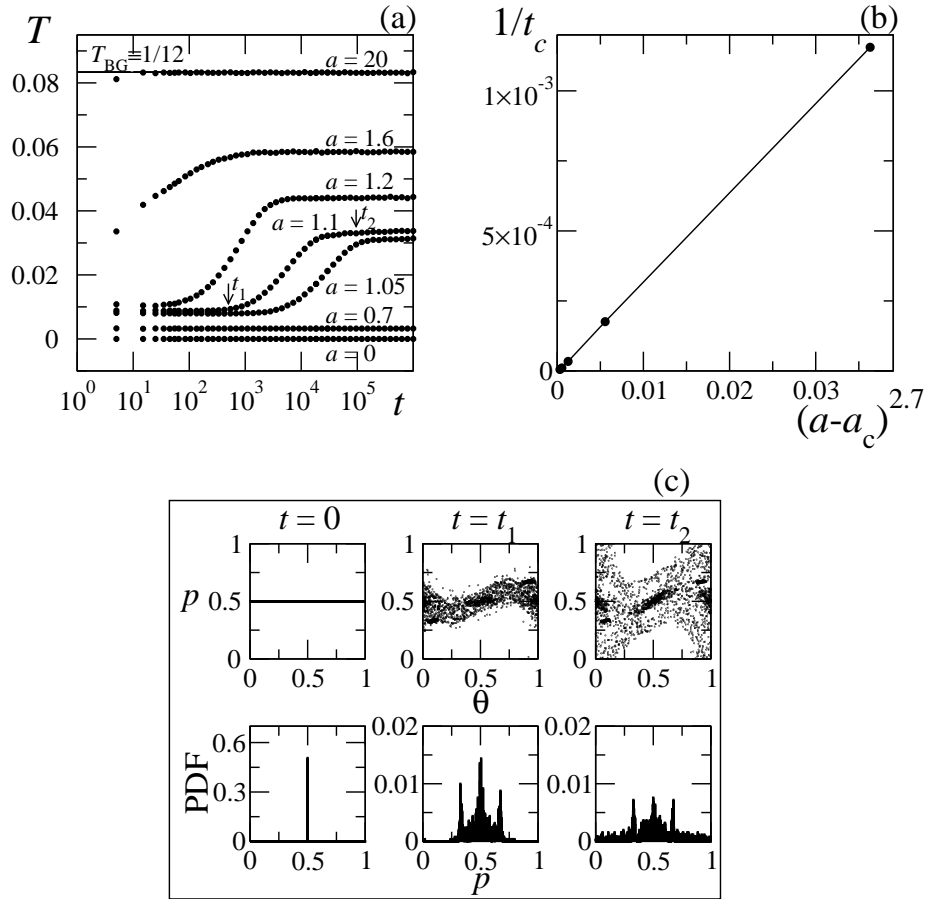 (a)
T
T_BG≡1/12
a = 20
0.08
a = 1.6
0.06
a = 1.2
0.04
a = 1.1
t_2
0.02
t_1
a = 1.05
a = 0.7
0
a = 0
10^0 10^1 10^2 10^3 10^4 10^5 t
1/t_c
(b)
1×10^-3
5×10^-4
0
0 0.01 0.02 0.03
(a-a_c)^2.7
(c)
t = 0 t = t_1 t = t_2
1 1 1
p 0.5 0.5 0.5
0 0 0
0 0.5 1 0 0.5 1 0 0.5 1
θ
PDF
0.6 0.02 0.02
0.3 0.01 0.01
0 0 0
0 0.5 1 0 0.5 1 0 0.5 1
p